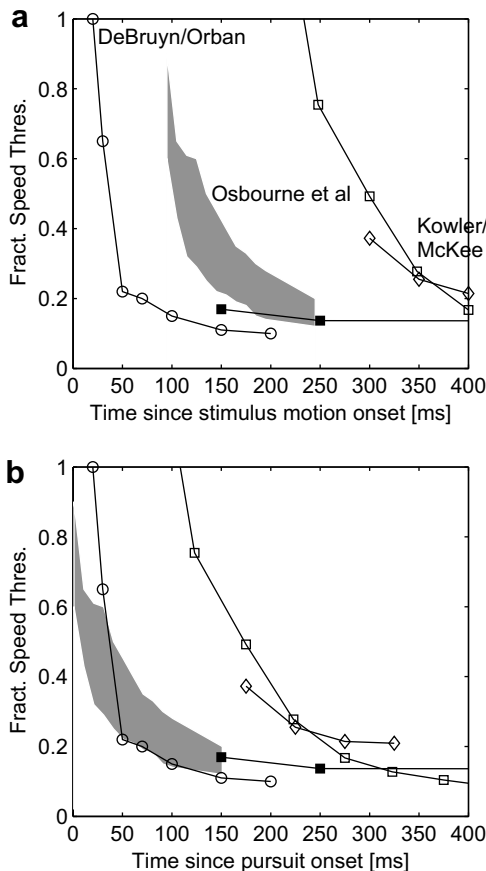 a
1
DeBruyn/Orban
0.8
0.6
Osbourne et al
0.4
Kowler/
McKee
0.2
0
Fract. Speed Thres.
0 50 100 150 200 250 300 350 400
Time since stimulus motion onset [ms]
b
1
0.8
0.6
0.4
0.2
0
Fract. Speed Thres.
0 50 100 150 200 250 300 350 400
Time since pursuit onset [ms]